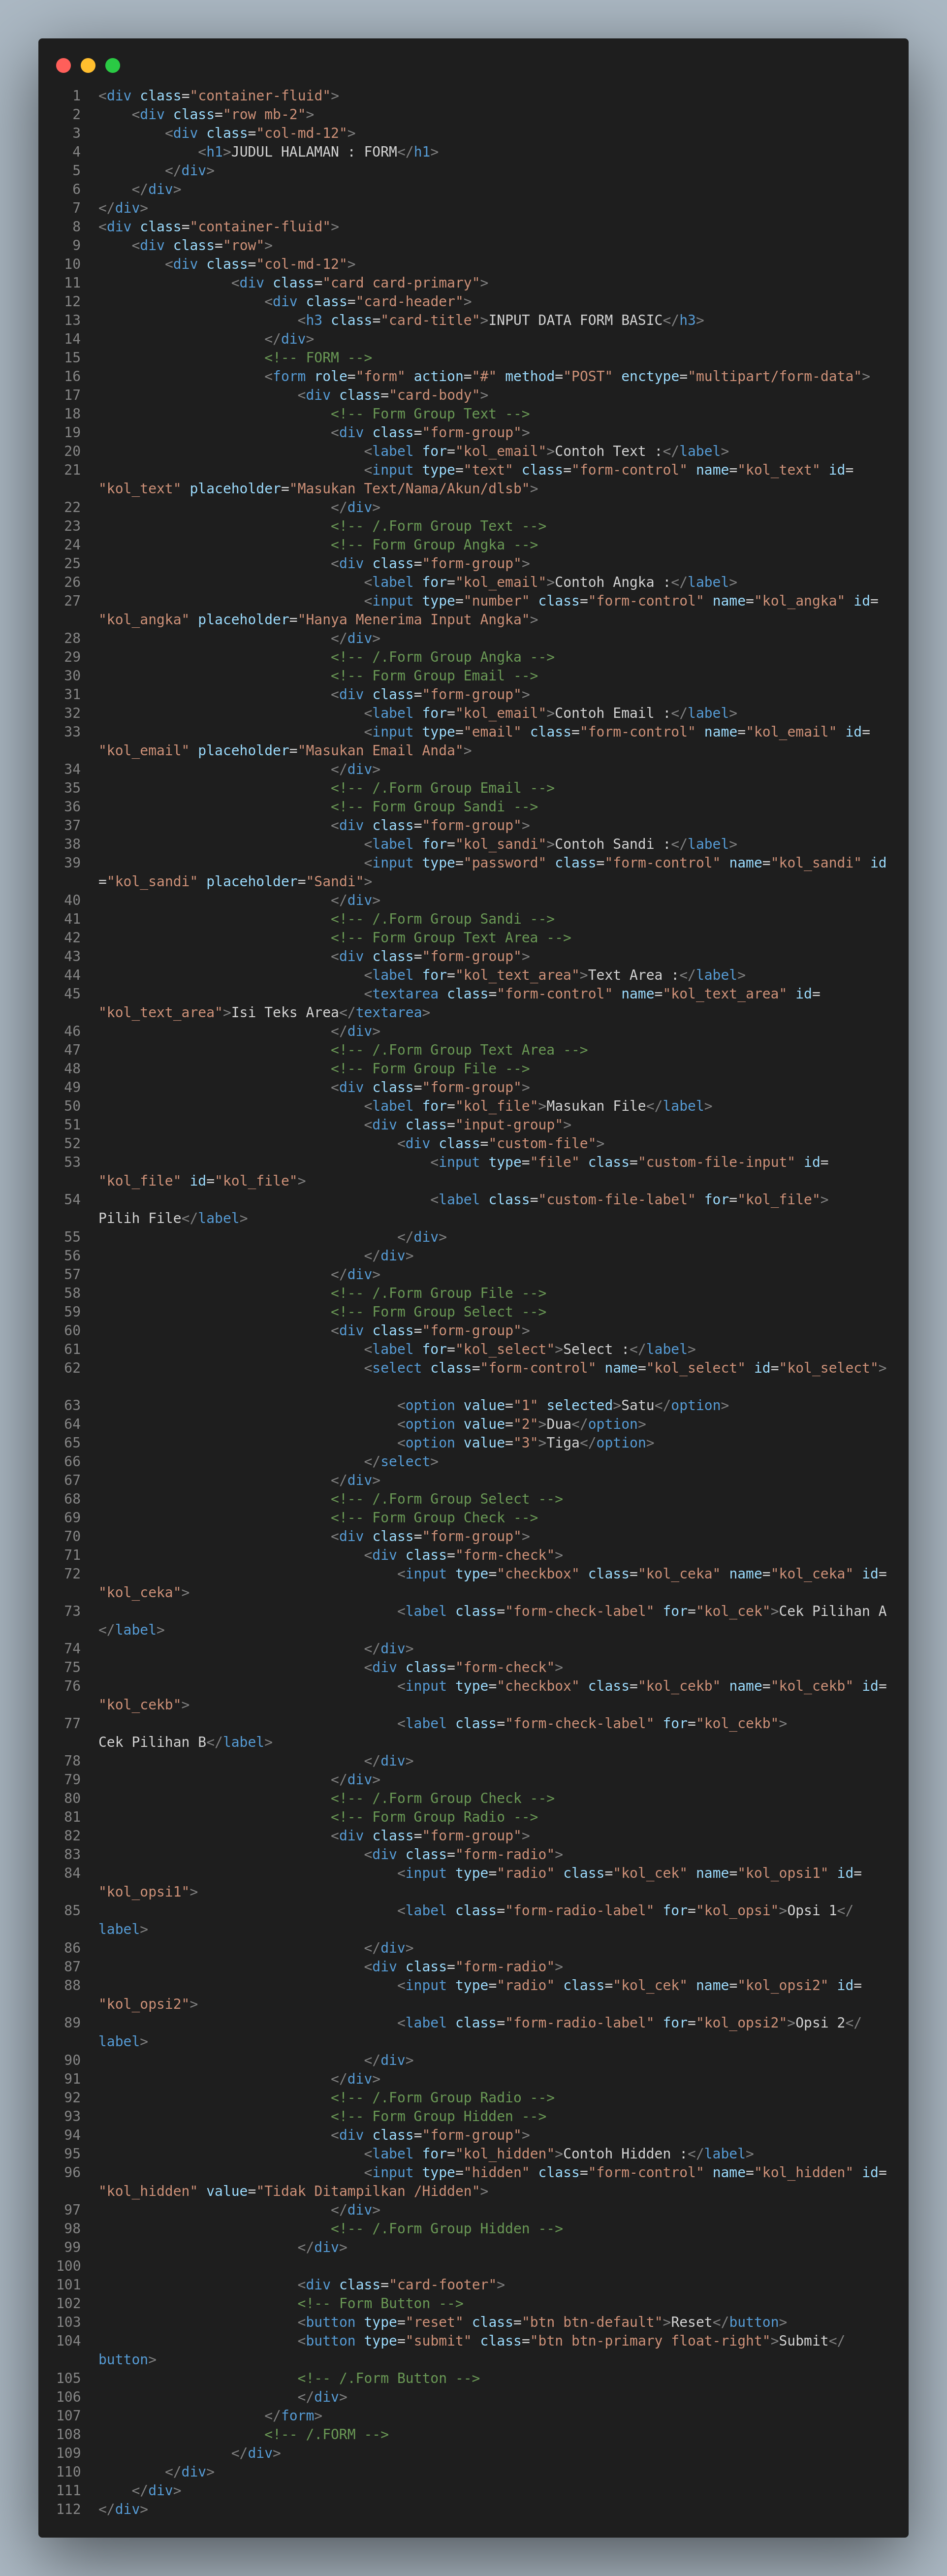 1 <div class="container-fluid">
2     <div class="row mb-2">
3         <div class="col-md-12">
4             <h1>JUDUL HALAMAN : FORM</h1>
5         </div>
6     </div>
7 </div>
8 <div class="container-fluid">
9     <div class="row">
10         <div class="col-md-12">
11                 <div class="card card-primary">
12                     <div class="card-header">
13                         <h3 class="card-title">INPUT DATA FORM BASIC</h3>
14                     </div>
15                     <!-- FORM -->
16                     <form role="form" action="#" method="POST" enctype="multipart/form-data">
17                         <div class="card-body">
18                             <!-- Form Group Text -->
19                             <div class="form-group">
20                                 <label for="kol_email">Contoh Text :</label>
21                                 <input type="text" class="form-control" name="kol_text" id=
"kol_text" placeholder="Masukan Text/Nama/Akun/dlsb">
22                             </div>
23                             <!-- /.Form Group Text -->
24                             <!-- Form Group Angka -->
25                             <div class="form-group">
26                                 <label for="kol_email">Contoh Angka :</label>
27                                 <input type="number" class="form-control" name="kol_angka" id=
"kol_angka" placeholder="Hanya Menerima Input Angka">
28                             </div>
29                             <!-- /.Form Group Angka -->
30                             <!-- Form Group Email -->
31                             <div class="form-group">
32                                 <label for="kol_email">Contoh Email :</label>
33                                 <input type="email" class="form-control" name="kol_email" id=
"kol_email" placeholder="Masukan Email Anda">
34                             </div>
35                             <!-- /.Form Group Email -->
36                             <!-- Form Group Sandi -->
37                             <div class="form-group">
38                                 <label for="kol_sandi">Contoh Sandi :</label>
39                                 <input type="password" class="form-control" name="kol_sandi" id
="kol_sandi" placeholder="Sandi">
40                             </div>
41                             <!-- /.Form Group Sandi -->
42                             <!-- Form Group Text Area -->
43                             <div class="form-group">
44                                 <label for="kol_text_area">Text Area :</label>
45                                 <textarea class="form-control" name="kol_text_area" id=
"kol_text_area">Isi Teks Area</textarea>
46                             </div>
47                             <!-- /.Form Group Text Area -->
48                             <!-- Form Group File -->
49                             <div class="form-group">
50                                 <label for="kol_file">Masukan File</label>
51                                 <div class="input-group">
52                                     <div class="custom-file">
53                                         <input type="file" class="custom-file-input" id=
"kol_file" id="kol_file">
54                                         <label class="custom-file-label" for="kol_file">
Pilih File</label>
55                                     </div>
56                                 </div>
57                             </div>
58                             <!-- /.Form Group File -->
59                             <!-- Form Group Select -->
60                             <div class="form-group">
61                                 <label for="kol_select">Select :</label>
62                                 <select class="form-control" name="kol_select" id="kol_select">
63                                     <option value="1" selected>Satu</option>
64                                     <option value="2">Dua</option>
65                                     <option value="3">Tiga</option>
66                                 </select>
67                             </div>
68                             <!-- /.Form Group Select -->
69                             <!-- Form Group Check -->
70                             <div class="form-group">
71                                 <div class="form-check">
72                                     <input type="checkbox" class="kol_ceka" name="kol_ceka" id=
"kol_ceka">
73                                     <label class="form-check-label" for="kol_cek">Cek Pilihan A
</label>
74                                 </div>
75                                 <div class="form-check">
76                                     <input type="checkbox" class="kol_cekb" name="kol_cekb" id=
"kol_cekb">
77                                     <label class="form-check-label" for="kol_cekb">
Cek Pilihan B</label>
78                                 </div>
79                             </div>
80                             <!-- /.Form Group Check -->
81                             <!-- Form Group Radio -->
82                             <div class="form-group">
83                                 <div class="form-radio">
84                                     <input type="radio" class="kol_cek" name="kol_opsi1" id=
"kol_opsi1">
85                                     <label class="form-radio-label" for="kol_opsi">Opsi 1</
label>
86                                 </div>
87                                 <div class="form-radio">
88                                     <input type="radio" class="kol_cek" name="kol_opsi2" id=
"kol_opsi2">
89                                     <label class="form-radio-label" for="kol_opsi2">Opsi 2</
label>
90                                 </div>
91                             </div>
92                             <!-- /.Form Group Radio -->
93                             <!-- Form Group Hidden -->
94                             <div class="form-group">
95                                 <label for="kol_hidden">Contoh Hidden :</label>
96                                 <input type="hidden" class="form-control" name="kol_hidden" id=
"kol_hidden" value="Tidak Ditampilkan /Hidden">
97                             </div>
98                             <!-- /.Form Group Hidden -->
99                         </div>
100
101                         <div class="card-footer">
102                         <!-- Form Button -->
103                         <button type="reset" class="btn btn-default">Reset</button>
104                         <button type="submit" class="btn btn-primary float-right">Submit</
button>
105                         <!-- /.Form Button -->
106                         </div>
107                     </form>
108                     <!-- /.FORM -->
109                 </div>
110         </div>
111     </div>
112 </div>